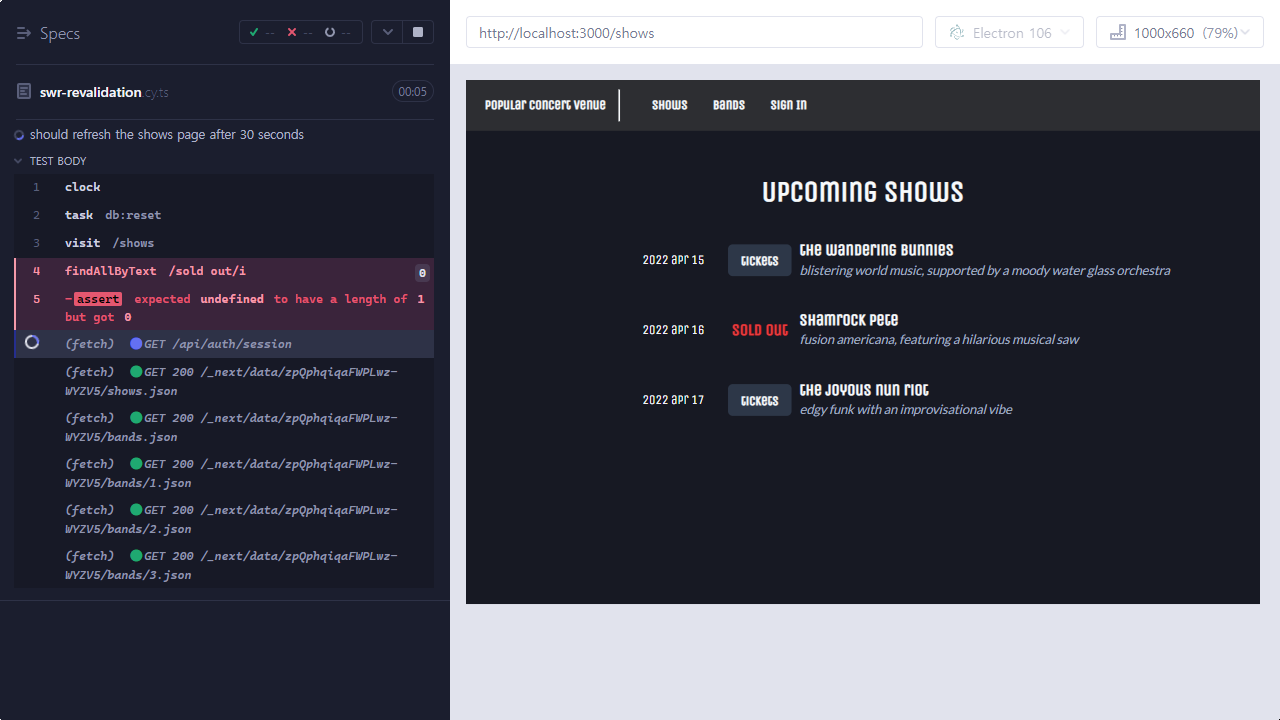 Specs
-- -- --
swr-revalidation.cy.ts 00:05
should refresh the shows page after 30 seconds
TEST BODY
1 clock
2 task db:reset
3 visit /shows
4 findAllByText /sold out/i 0
5 -assert expected undefined to have a length of 1
but got 0
(fetch) GET /api/auth/session
(fetch) GET 200 /_next/data/zpQphqiqaFWPLwz-
WYZV5/shows.json
(fetch) GET 200 /_next/data/zpQphqiqaFWPLwz-
WYZV5/bands.json
(fetch) GET 200 /_next/data/zpQphqiqaFWPLwz-
WYZV5/bands/1.json
(fetch) GET 200 /_next/data/zpQphqiqaFWPLwz-
WYZV5/bands/2.json
(fetch) GET 200 /_next/data/zpQphqiqaFWPLwz-
WYZV5/bands/3.json
http://localhost:3000/shows
Electron 106
1000x660 (79%)
Popular Concert Venue
Shows Bands Sign in
Upcoming Shows
2022 Apr 15 tickets The Wandering Bunnies
blistering world music, supported by a moody water glass orchestra
2022 Apr 16 SOLD OUT Shamrock Pete
fusion americana, featuring a hilarious musical saw
2022 Apr 17 tickets The Joyous Nun Riot
edgy funk with an improvisational vibe